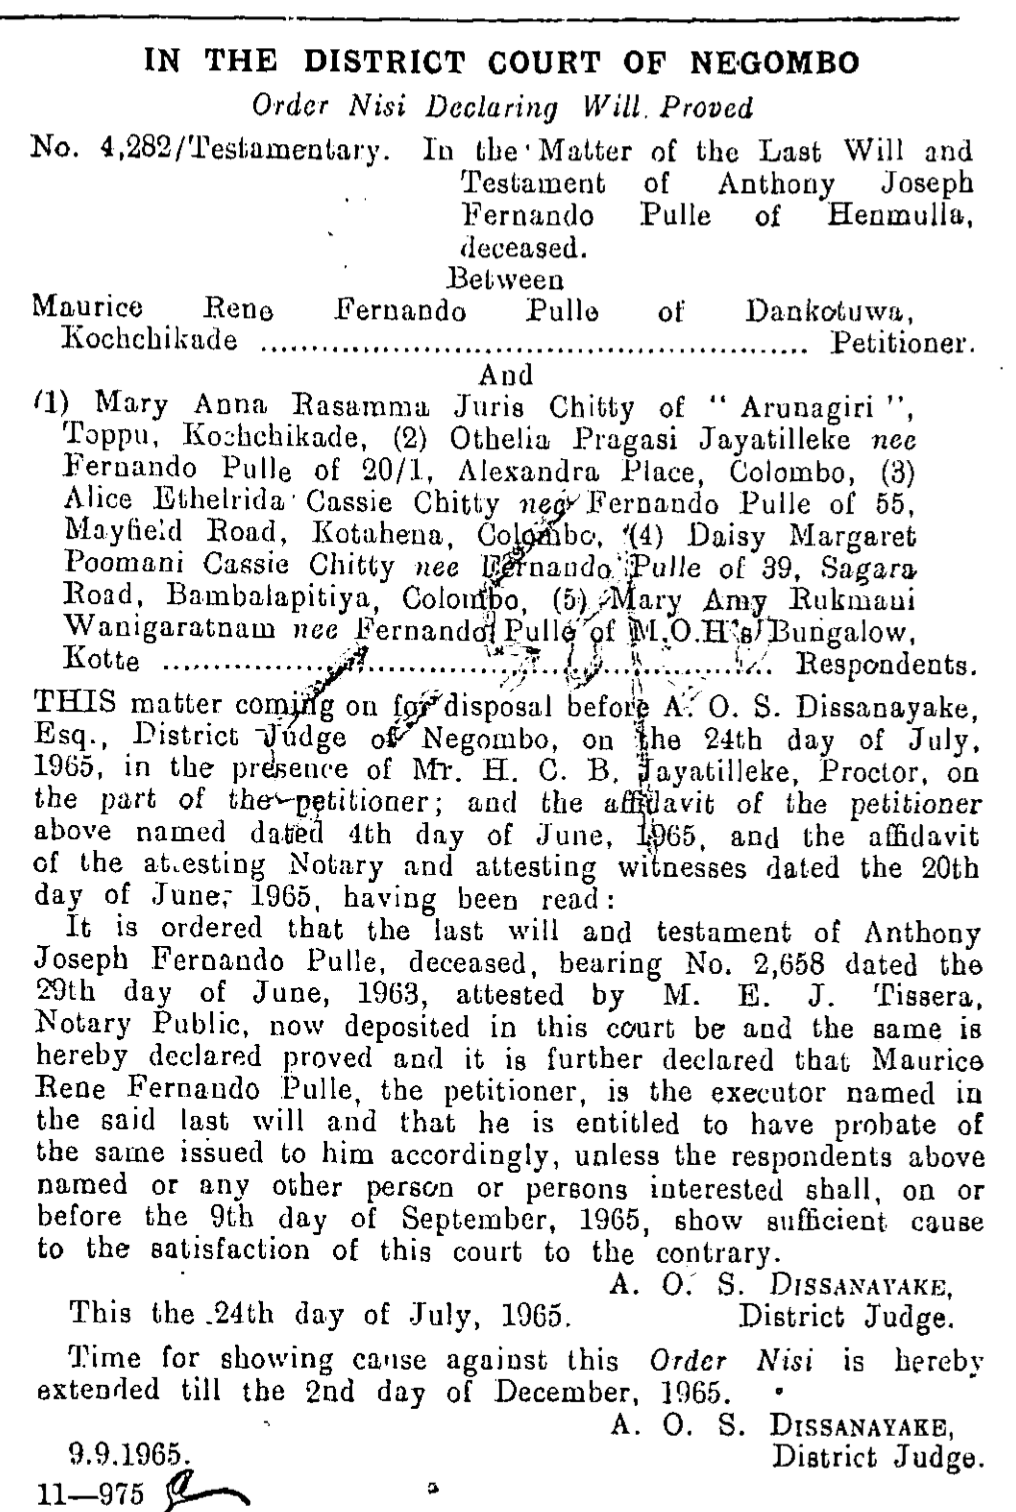 IN THE DISTRICT COURT OF NEGOMBO
Order Nisi Declaring Will Proved
No. 4,282/Testamentary. In the Matter of the Last Will and
Testament of Anthony Joseph
Fernando Pulle of Henmulla,
deceased.
Between
Maurice Rene Fernando Pulle of Dankotuwa,
Kochchikade ........................................................ Petitioner.
And
(1) Mary Anna Rasamma Juris Chitty of " Arunagiri ",
Toppu, Kochchikade, (2) Othelia Pragasi Jayatilleke nee
Fernando Pulle of 20/1, Alexandra Place, Colombo, (3)
Alice Ethelrida Cassie Chitty nee Fernando Pulle of 55,
Mayfield Road, Kotahena, Colombo, (4) Daisy Margaret
Poomani Cassie Chitty nee Fernando Pulle of 39, Sagara
Road, Bambalapitiya, Colombo, (5) Mary Amy Rukmani
Wanigaratnam nee Fernando Pulle of M.O.H's Bungalow,
Kotte ............................................................... Respondents.
THIS matter coming on for disposal before A. O. S. Dissanayake,
Esq., District Judge of Negombo, on the 24th day of July,
1965, in the presence of Mr. H. C. B. Jayatilleke, Proctor, on
the part of the petitioner; and the affidavit of the petitioner
above named dated 4th day of June, 1965, and the affidavit
of the attesting Notary and attesting witnesses dated the 20th
day of June, 1965, having been read :
It is ordered that the last will and testament of Anthony
Joseph Fernando Pulle, deceased, bearing No. 2,658 dated the
29th day of June, 1963, attested by M. E. J. Tissera,
Notary Public, now deposited in this court be and the same is
hereby declared proved and it is further declared that Maurice
Rene Fernando Pulle, the petitioner, is the executor named in
the said last will and that he is entitled to have probate of
the same issued to him accordingly, unless the respondents above
named or any other person or persons interested shall, on or
before the 9th day of September, 1965, show sufficient cause
to the satisfaction of this court to the contrary.
A. O. S. DISSANAYAKE,
This the 24th day of July, 1965. District Judge.
Time for showing cause against this Order Nisi is hereby
extended till the 2nd day of December, 1965.
A. O. S. DISSANAYAKE,
9.9.1965. District Judge.
11—975